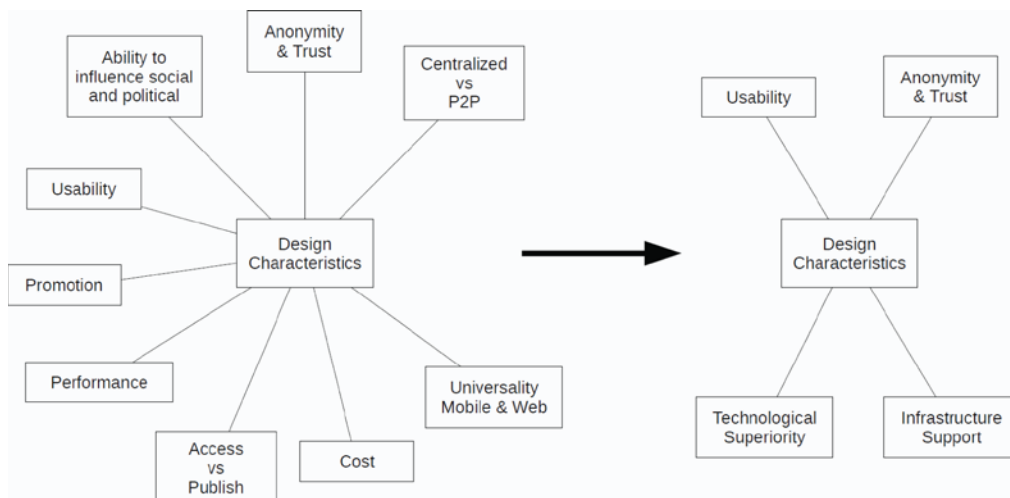 Anonymity
& Trust
Ability to
influence social
and political
Centralized
vs
P2P
Usability
Design
Characteristics
Promotion
Performance
Universality
Mobile & Web
Access
vs
Publish
Cost
Usability
Anonymity
& Trust
Design
Characteristics
Technological
Superiority
Infrastructure
Support